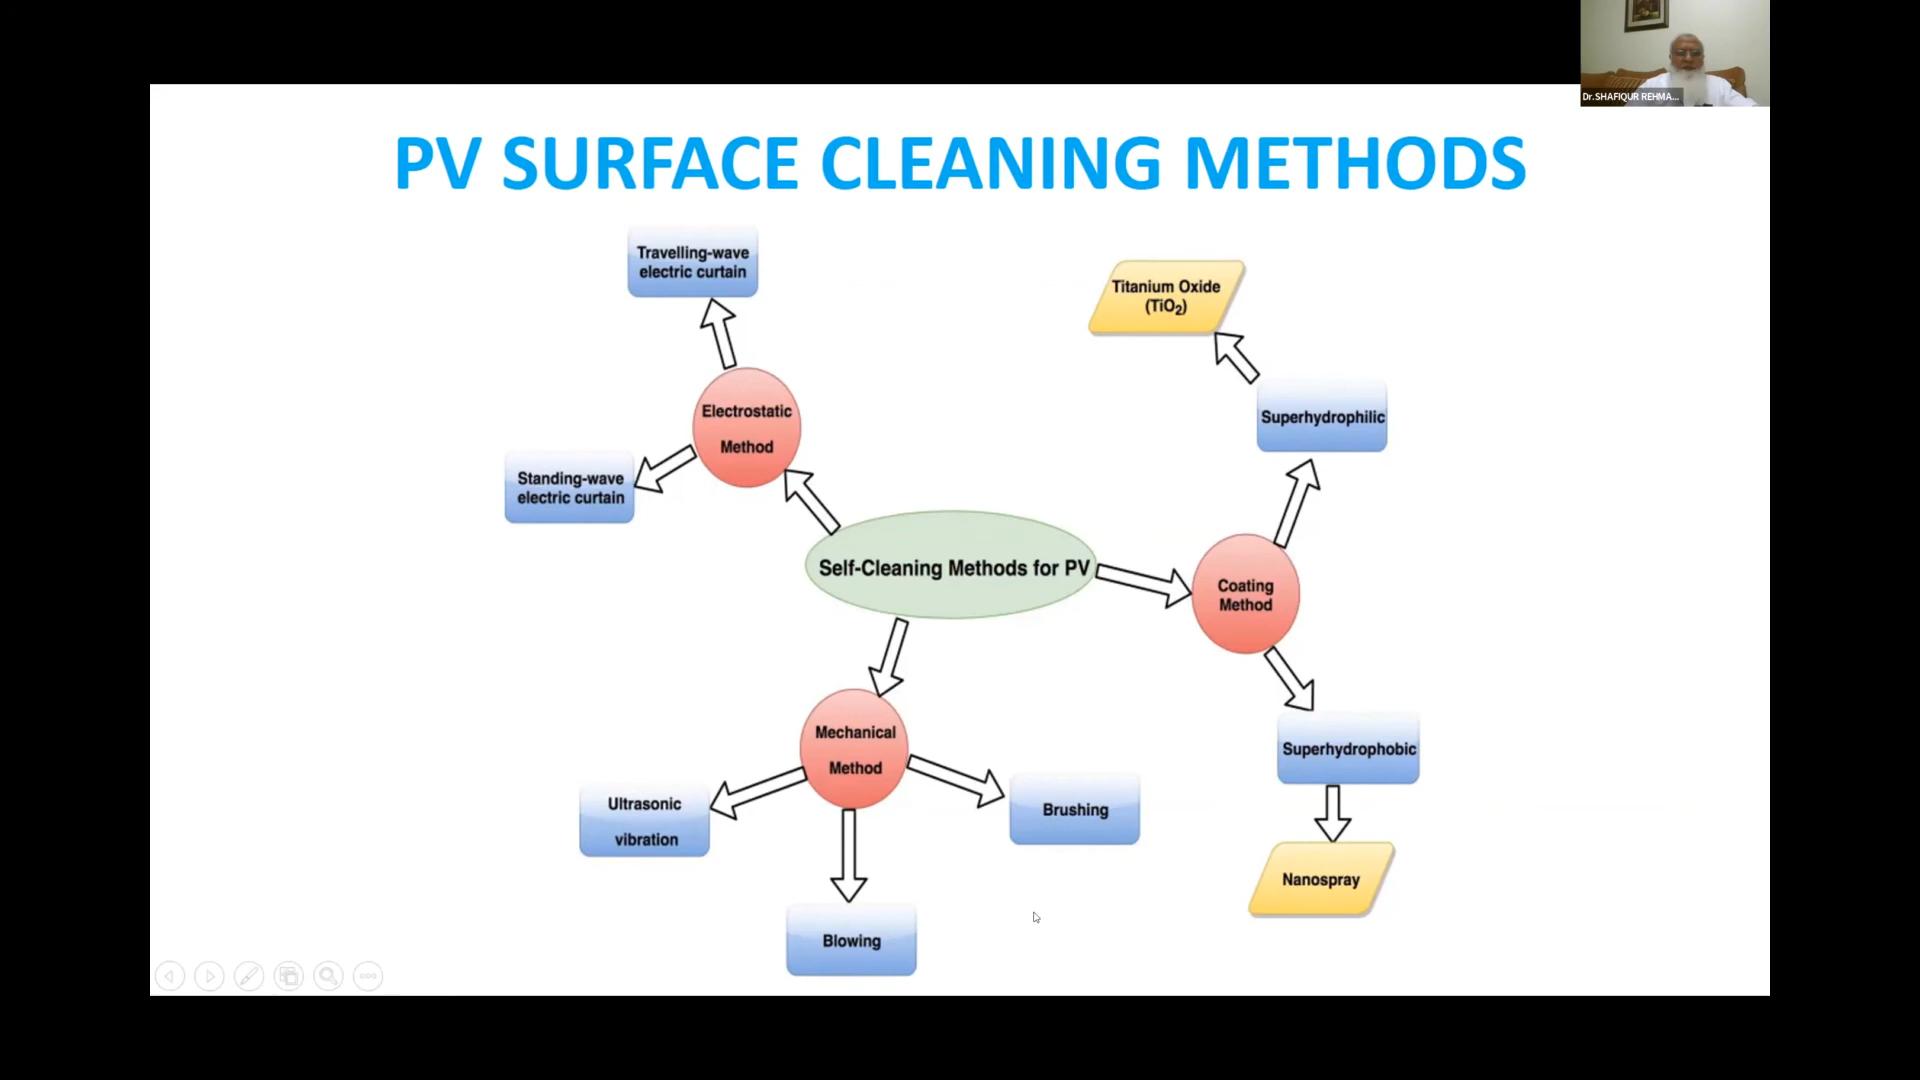 Dr.SHAFIQUR REHMA...
PV SURFACE CLEANING METHODS
Travelling-wave
electric curtain
Titanium Oxide
(TiO2)
Electrostatic
Method
Superhydrophilic
Standing-wave
electric curtain
Self-Cleaning Methods for PV
Coating
Method
Mechanical
Method
Superhydrophobic
Ultrasonic
vibration
Brushing
Nanospray
Blowing